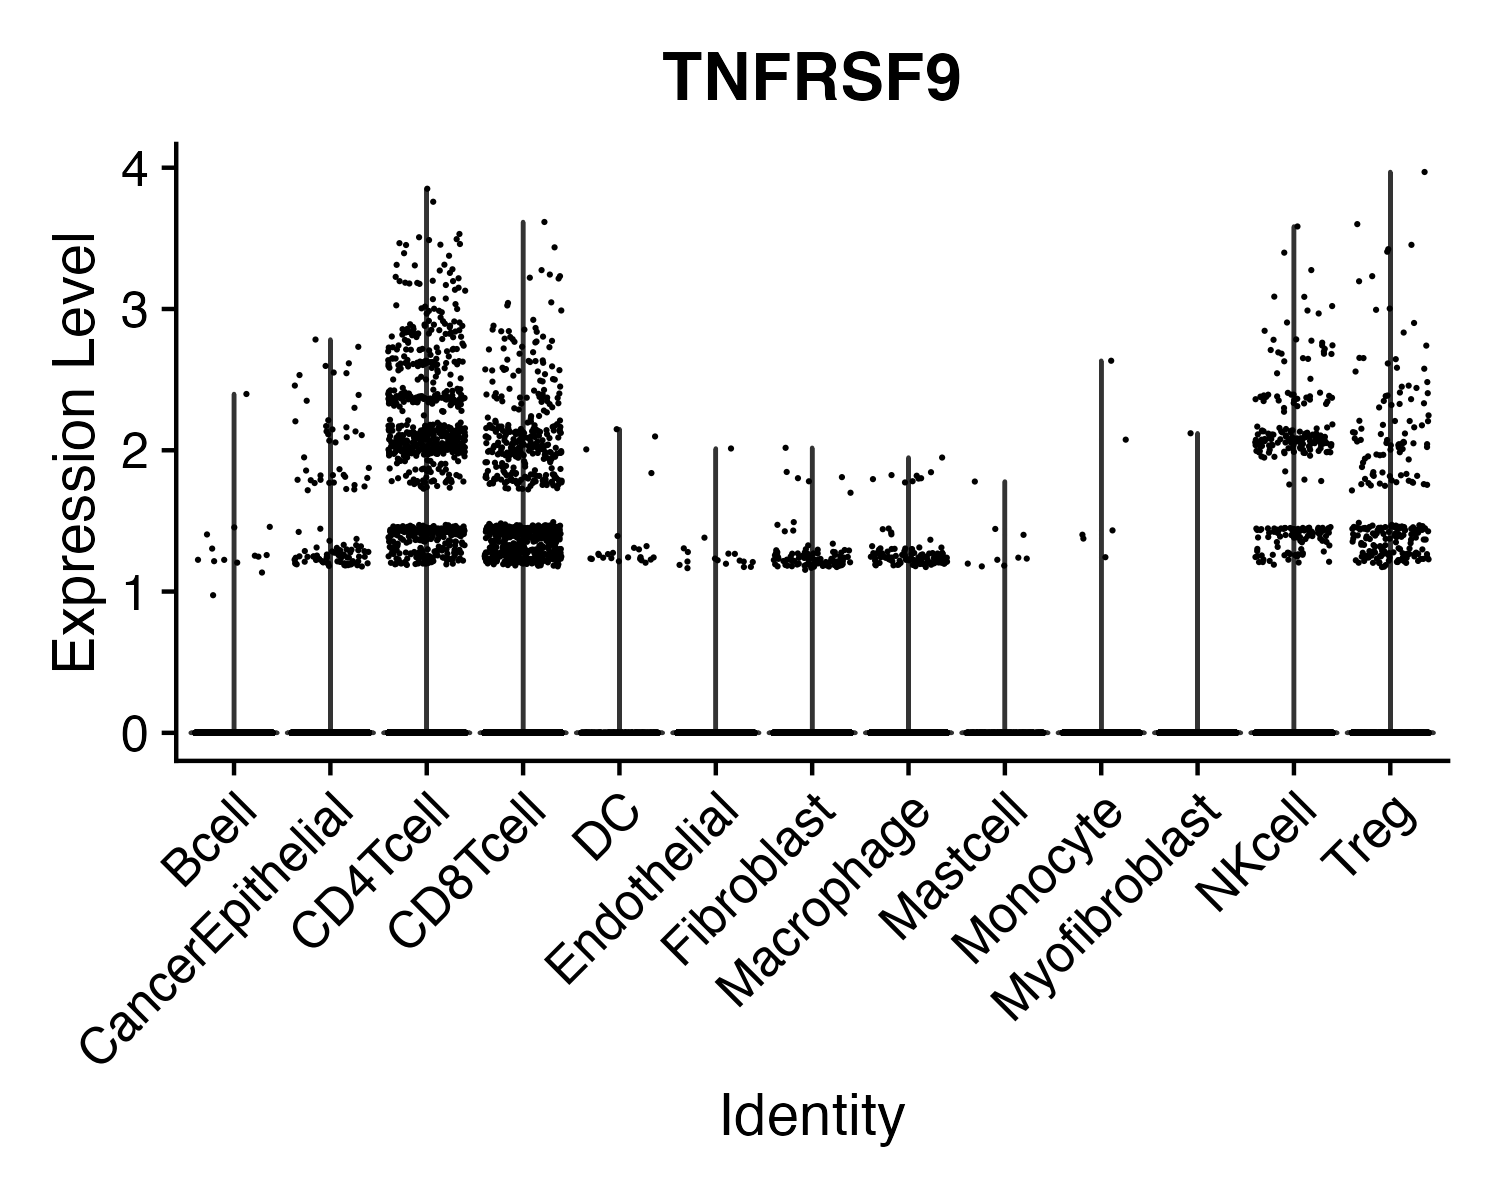 TNFRSF9
Expression Level
4
3
2
1
0
Bcell
CancerEpithelial
CD4Tcell
CD8Tcell
DC
Endothelial
Fibroblast
Macrophage
Mastcell
Monocyte
Myofibroblast
NKcell
Treg
Identity